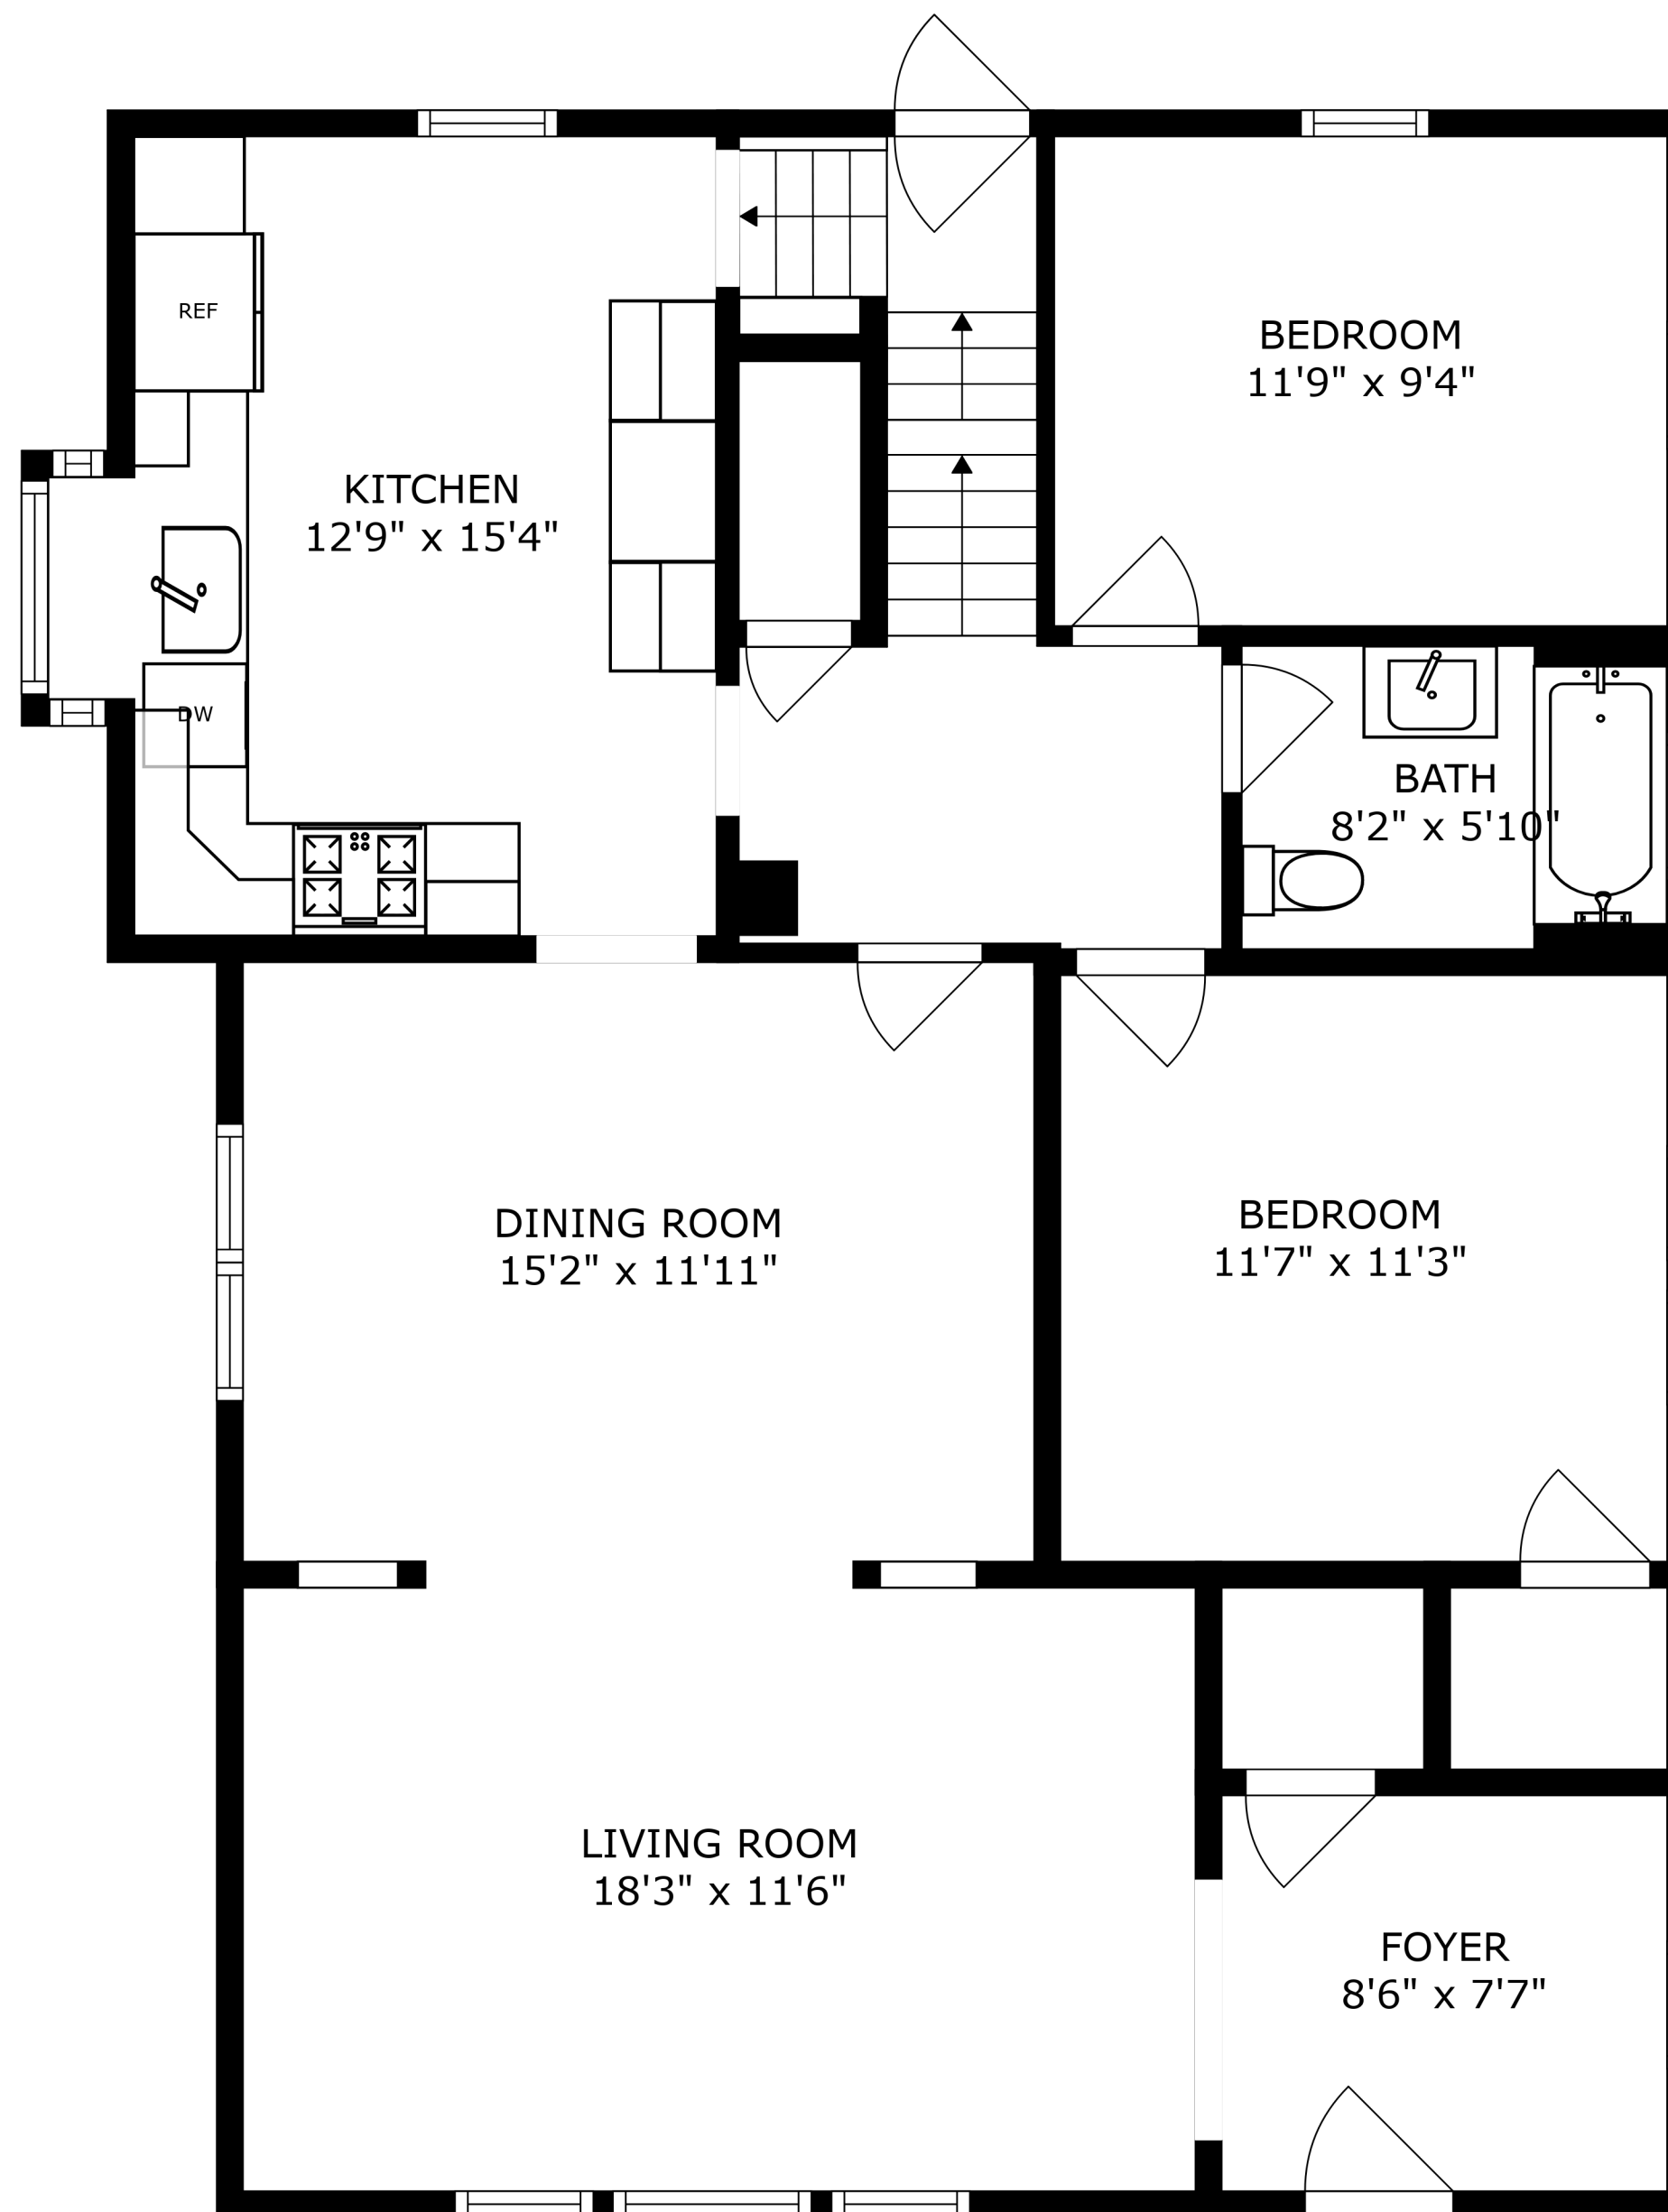 REF
BEDROOM
11'9" x 9'4"
KITCHEN
12'9" x 15'4"
DW
BATH
8'2" x 5'10"
DINING ROOM
15'2" x 11'11"
BEDROOM
11'7" x 11'3"
LIVING ROOM
18'3" x 11'6"
FOYER
8'6" x 7'7"